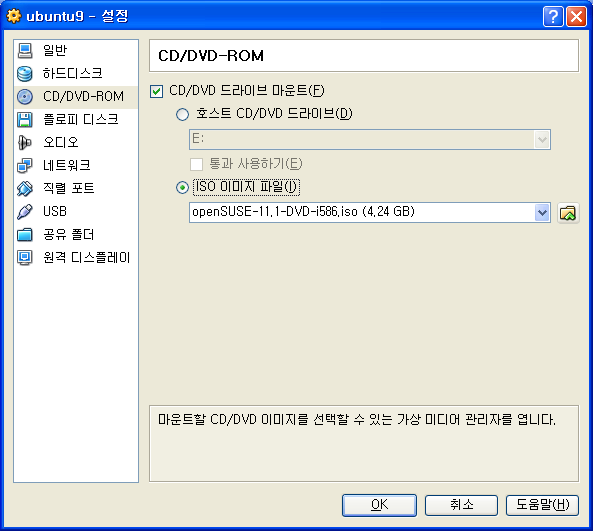 ubuntu9 - 설정
일반
하드디스크
CD/DVD-ROM
플로피 디스크
오디오
네트워크
직렬 포트
USB
공유 폴더
원격 디스플레이
CD/DVD-ROM
CD/DVD 드라이브 마운트(F)
호스트 CD/DVD 드라이브(D)
E:
통과 사용하기(E)
ISO 이미지 파일(I)
openSUSE-11.1-DVD-i586.iso (4.24 GB)
마운트할 CD/DVD 이미지를 선택할 수 있는 가상 미디어 관리자를 엽니다.
OK
취소
도움말(H)